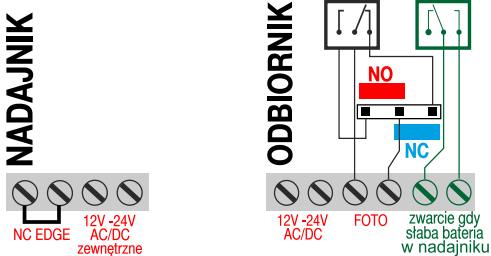 NADAJNIK
NC EDGE
12V -24V
AC/DC
zewnętrzne
ODBIORNIK
NO
NC
12V -24V
AC/DC
FOTO
zwarcie gdy
słaba bateria
w nadajniku